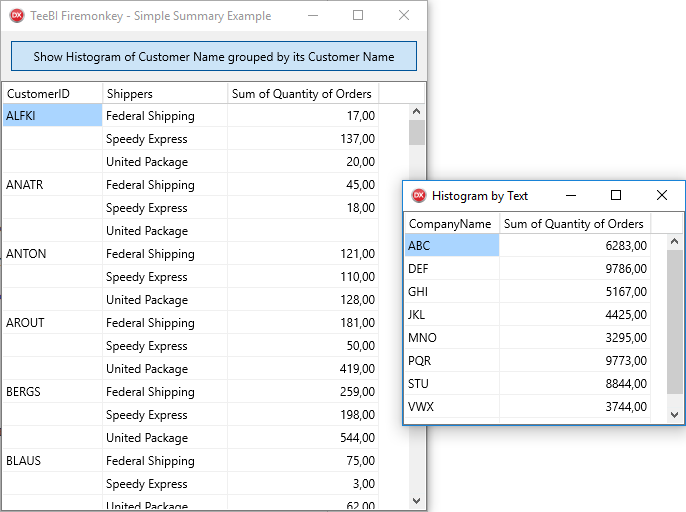 TeeBI Firemonkey - Simple Summary Example
Show Histogram of Customer Name grouped by its Customer Name
CustomerID Shippers Sum of Quantity of Orders
ALFKI Federal Shipping 17,00
Speedy Express 137,00
United Package 20,00
ANATR Federal Shipping 45,00
Speedy Express 18,00
United Package
ANTON Federal Shipping 121,00
Speedy Express 110,00
United Package 128,00
AROUT Federal Shipping 181,00
Speedy Express 50,00
United Package 419,00
BERGS Federal Shipping 259,00
Speedy Express 198,00
United Package 544,00
BLAUS Federal Shipping 75,00
Speedy Express 3,00
United Package 62,00
DX Histogram by Text
CompanyName Sum of Quantity of Orders
ABC 6283,00
DEF 9786,00
GHI 5167,00
JKL 4425,00
MNO 3295,00
PQR 9773,00
STU 8844,00
VWX 3744,00